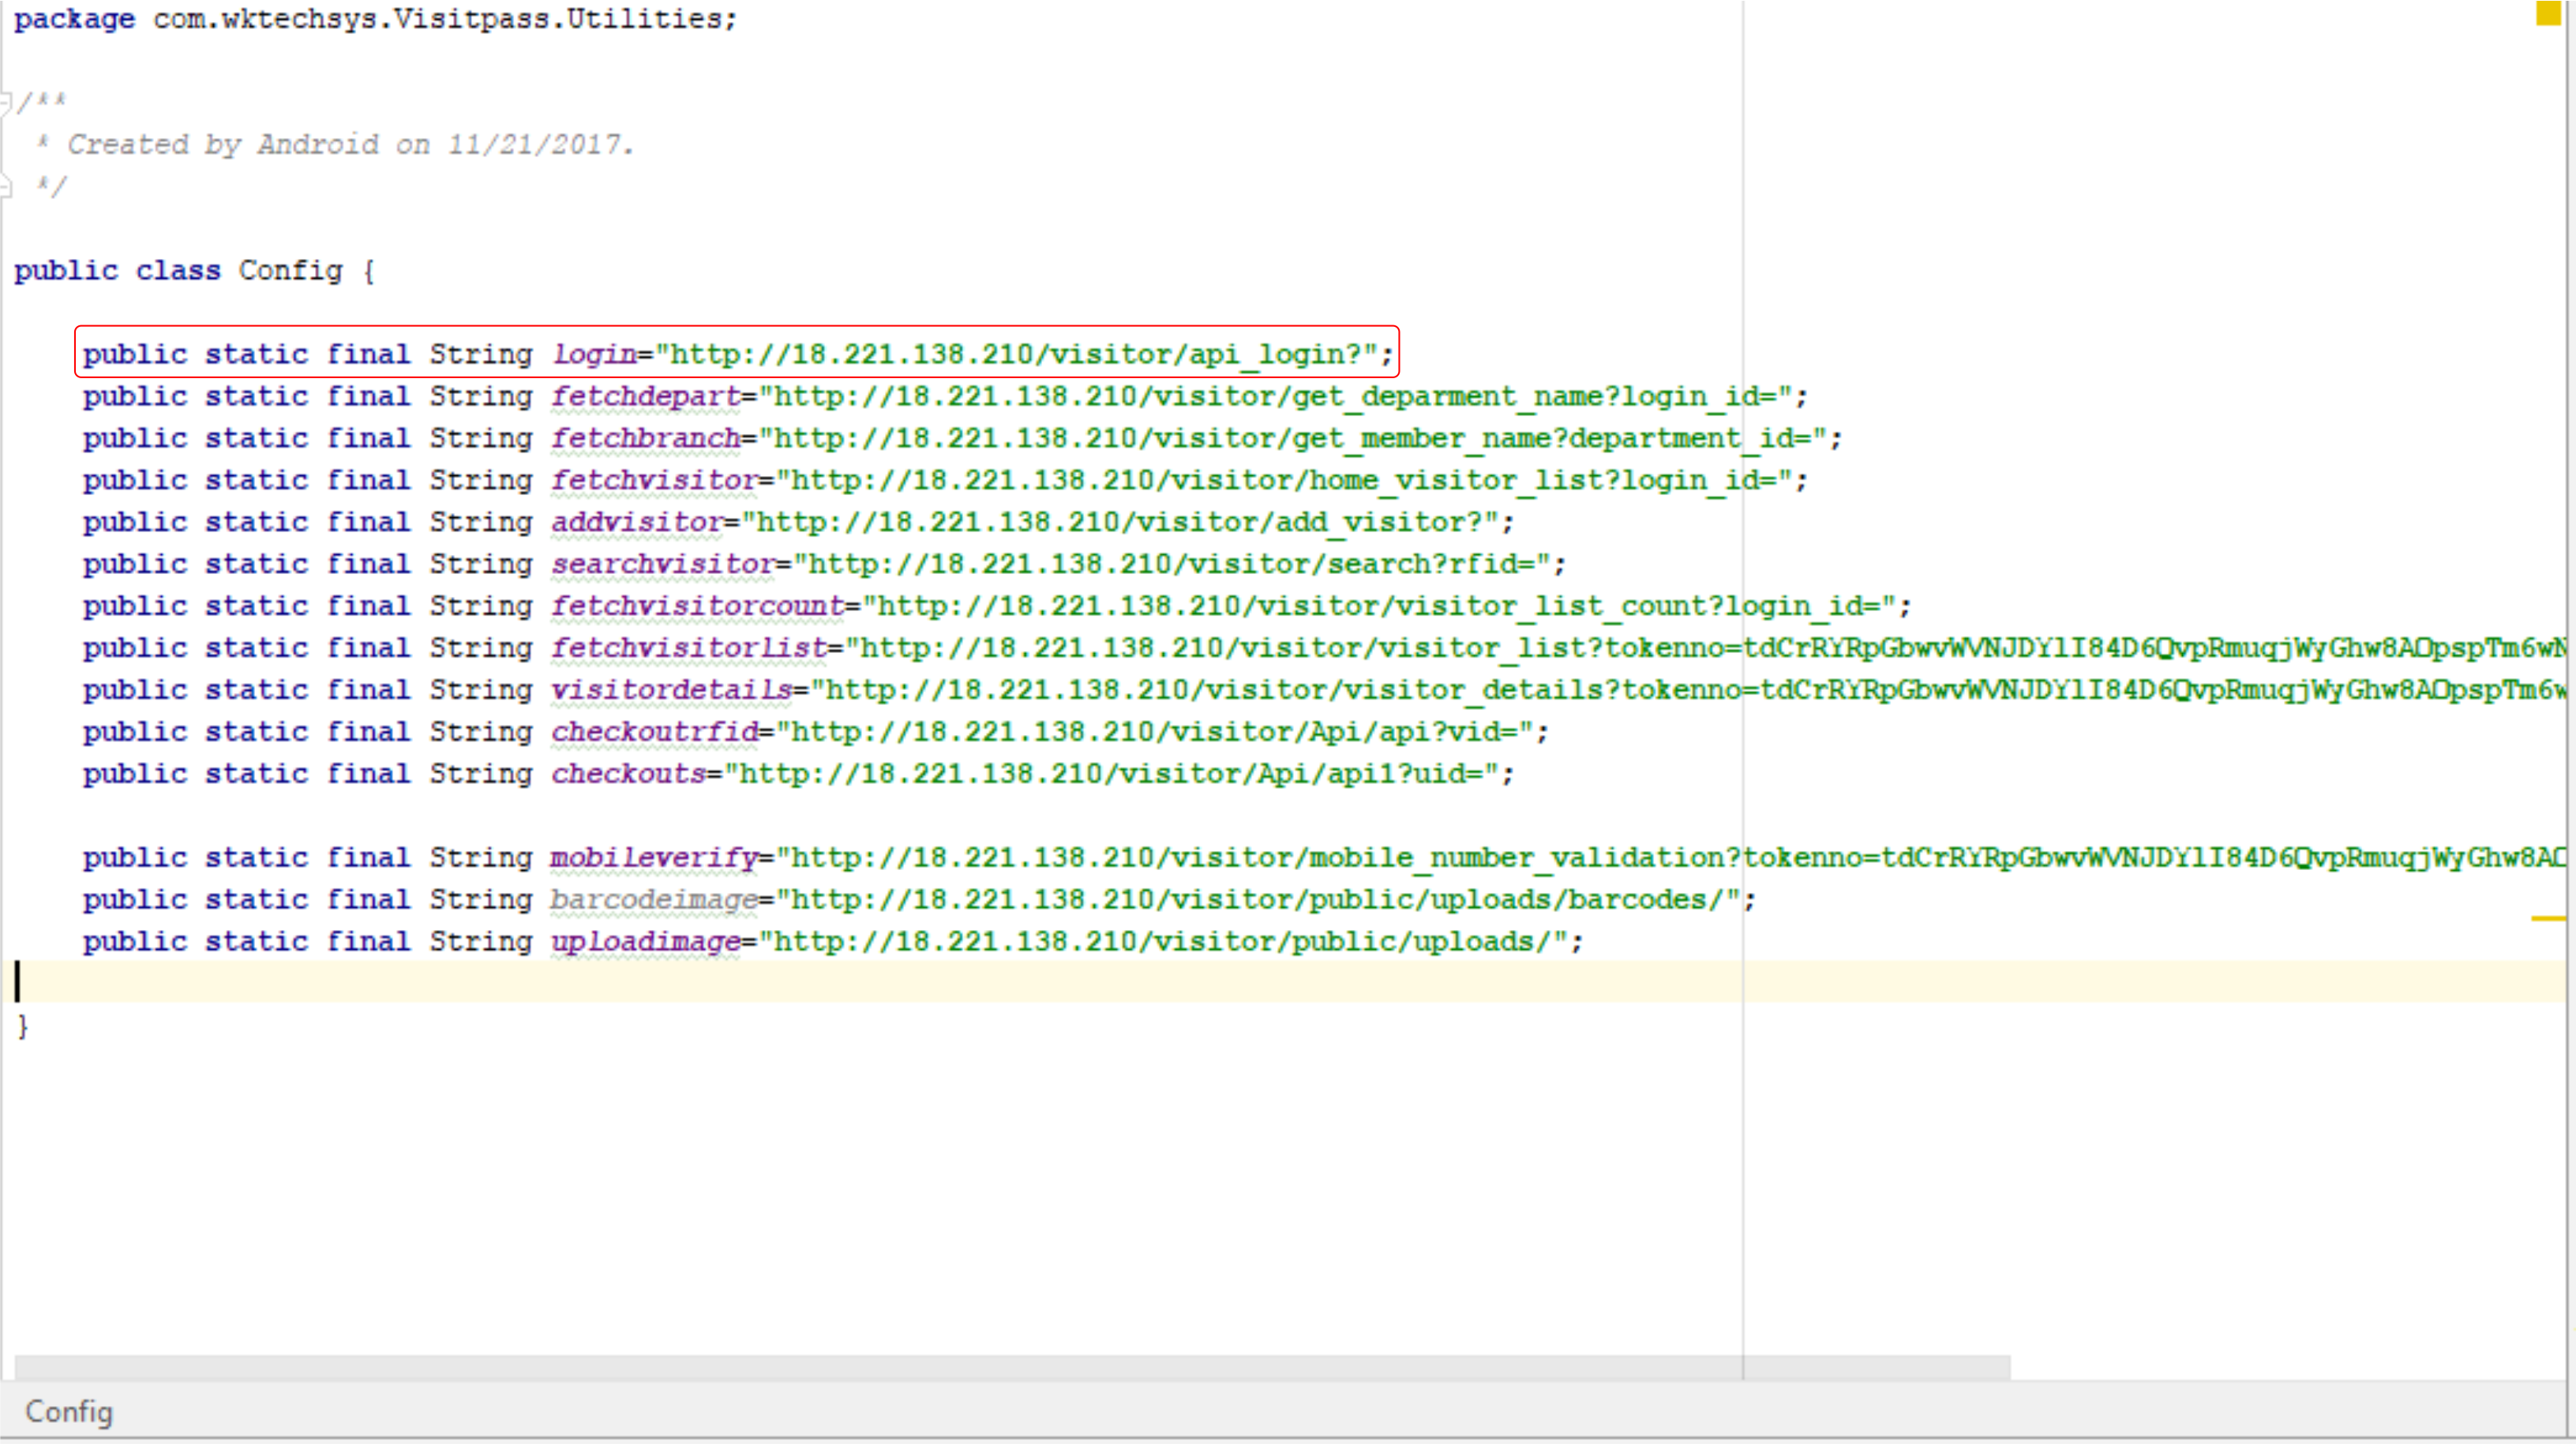 package com.wktechsys.Visitpass.Utilities;
/**
* Created by Android on 11/21/2017.
*/
public class Config {
public static final String login="http://18.221.138.210/visitor/api_login?";
public static final String fetchdepart="http://18.221.138.210/visitor/get_deparment_name?login_id=";
public static final String fetchbranch="http://18.221.138.210/visitor/get_member_name?department_id=";
public static final String fetchvisitor="http://18.221.138.210/visitor/home_visitor_list?login_id=";
public static final String addvisitor="http://18.221.138.210/visitor/add_visitor?";
public static final String searchvisitor="http://18.221.138.210/visitor/search?rfid=";
public static final String fetchvisitorcount="http://18.221.138.210/visitor/visitor_list_count?login_id=";
public static final String fetchvisitorlist="http://18.221.138.210/visitor/visitor_list?tokenno=tdCrRYRpGbwvWVNJDYlI84D6QvpRmuqjWyGhw8AOpspTm6wN
public static final String visitordetails="http://18.221.138.210/visitor/visitor_details?tokenno=tdCrRYRpGbwvWVNJDYlI84D6QvpRmuqjWyGhw8AOpspTm6w
public static final String checkoutrfid="http://18.221.138.210/visitor/Api/api?vid=";
public static final String checkouts="http://18.221.138.210/visitor/Api/api1?uid=";
public static final String mobileverify="http://18.221.138.210/visitor/mobile_number_validation?tokenno=tdCrRYRpGbwvWVNJDYlI84D6QvpRmuqjWyGhw8AO
public static final String barcodeimage="http://18.221.138.210/visitor/public/uploads/barcodes/";
public static final String uploadimage="http://18.221.138.210/visitor/public/uploads/";
}
Config